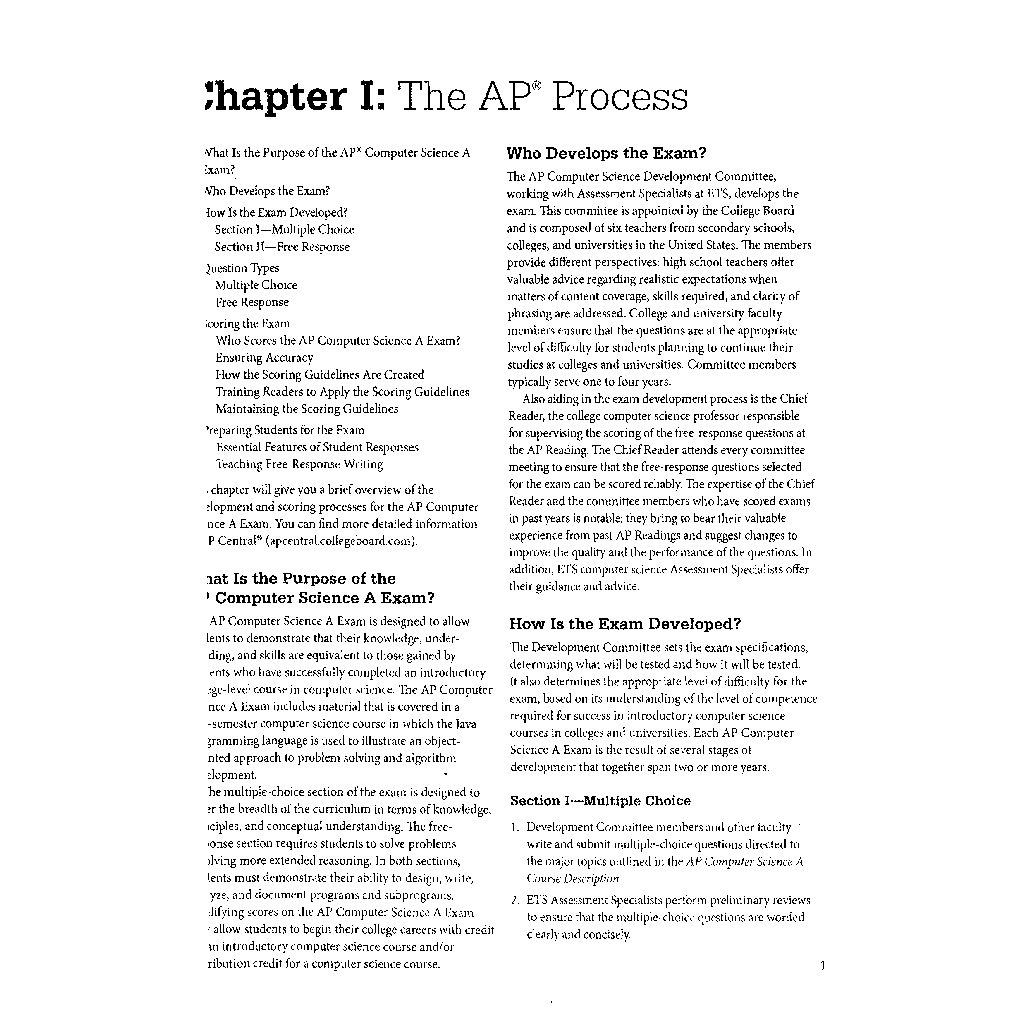 Chapter I: The AP® Process
What Is the Purpose of the AP® Computer Science A
Exam?
Who Develops the Exam?
How Is the Exam Developed?
Section I—Multiple Choice
Section II—Free Response
Question Types
Multiple Choice
Free Response
Scoring the Exam
Who Scores the AP Computer Science A Exam?
Ensuring Accuracy
How the Scoring Guidelines Are Created
Training Readers to Apply the Scoring Guidelines
Maintaining the Scoring Guidelines
Preparing Students for the Exam
Essential Features of Student Responses
Teaching Free-Response Writing
chapter will give you a brief overview of the
elopment and scoring processes for the AP Computer
nce A Exam. You can find more detailed information
P Central® (apcentral.collegeboard.com).
hat Is the Purpose of the
Computer Science A Exam?
AP Computer Science A Exam is designed to allow
ents to demonstrate that their knowledge, under-
ding, and skills are equivalent to those gained by
ents who have successfully completed an introductory
ege-level course in computer science. The AP Computer
nce A Exam includes material that is covered in a
-semester computer science course in which the Java
gramming language is used to illustrate an object-
nted approach to problem solving and algorithm
elopment.
he multiple-choice section of the exam is designed to
er the breadth of the curriculum in terms of knowledge,
ciples, and conceptual understanding. The free-
onse section requires students to solve problems
lving more extended reasoning. In both sections,
ents must demonstrate their ability to design, write,
yze, and document programs and subprograms.
lifying scores on the AP Computer Science A Exam
allow students to begin their college careers with credit
an introductory computer science course and/or
ribution credit for a computer science course.
Who Develops the Exam?
The AP Computer Science Development Committee,
working with Assessment Specialists at ETS, develops the
exam. This committee is appointed by the College Board
and is composed of six teachers from secondary schools,
colleges, and universities in the United States. The members
provide different perspectives: high school teachers offer
valuable advice regarding realistic expectations when
matters of content coverage, skills required, and clarity of
phrasing are addressed. College and university faculty
members ensure that the questions are at the appropriate
level of difficulty for students planning to continue their
studies at colleges and universities. Committee members
typically serve one to four years.
Also aiding in the exam development process is the Chief
Reader, the college computer science professor responsible
for supervising the scoring of the free-response questions at
the AP Reading. The Chief Reader attends every committee
meeting to ensure that the free-response questions selected
for the exam can be scored reliably. The expertise of the Chief
Reader and the committee members who have scored exams
in past years is notable; they bring to bear their valuable
experience from past AP Readings and suggest changes to
improve the quality and the performance of the questions. In
addition, ETS computer science Assessment Specialists offer
their guidance and advice.
How Is the Exam Developed?
The Development Committee sets the exam specifications,
determining what will be tested and how it will be tested.
It also determines the appropriate level of difficulty for the
exam, based on its understanding of the level of competence
required for success in introductory computer science
courses in colleges and universities. Each AP Computer
Science A Exam is the result of several stages of
development that together span two or more years.
Section I—Multiple Choice
1. Development Committee members and other faculty
write and submit multiple-choice questions directed to
the major topics outlined in the AP Computer Science A
Course Description.
2. ETS Assessment Specialists perform preliminary reviews
to ensure that the multiple-choice questions are worded
clearly and concisely.
1